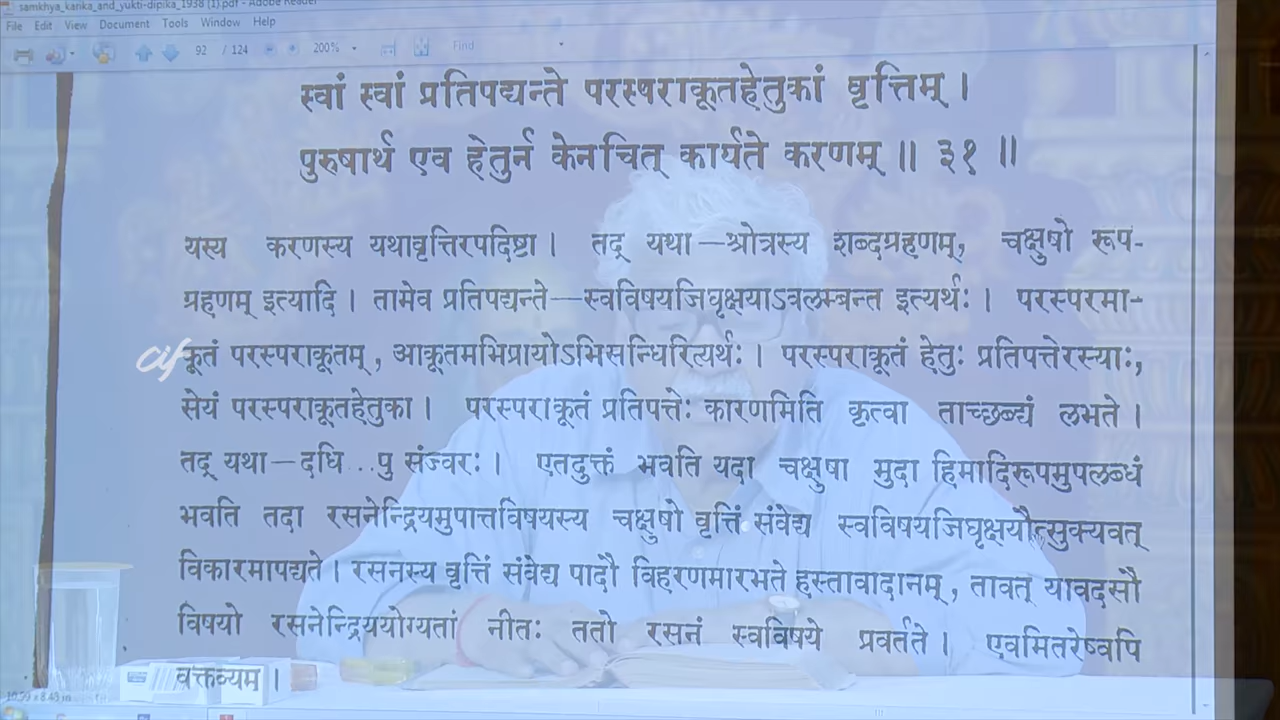 samkhya_karika_and_yukti-dipika_1938 (1).pdf - Adobe Reader
File Edit View Document Tools Window Help
92 / 124 200% Find
स्वां स्वां प्रतिपद्यन्ते परस्पराकूतहेतुकां वृत्तिम् ।
पुरुषार्थ एव हेतुर्न केनचित् कार्यते करणम् ॥ ३१ ॥
यस्य करणस्य यथावृत्तिरपदिष्टा । तद् यथा—श्रोत्रस्य शब्दग्रहणम्, चक्षुषो रूप-
ग्रहणम् इत्यादि । तामेव प्रतिपद्यन्ते—स्वविषयजिघृक्षयाऽवलम्बन्त इत्यर्थः । परस्परमा-
कूतं परस्पराकूतम्, आकूतमभिप्रायोऽभिसन्धिरित्यर्थः । परस्पराकूतं हेतुः प्रतिपत्तेरस्याः,
सेयं परस्पराकूतहेतुका । परस्पराकूतं प्रतिपत्तेः कारणमिति कृत्वा ताच्छब्द्यं लभते ।
तद् यथा—दधि ...पु संज्वरः । एतदुक्तं भवति यदा चक्षुषा मुदा हिमादिरूपमुपलब्धं
भवति तदा रसनेन्द्रियमुपात्तविषयस्य चक्षुषो वृत्तिं संवेद्य स्वविषयजिघृक्षयौत्सुक्यवत्
विकारमापद्यते । रसनस्य वृत्तिं संवेद्य पादौ विहरणमारभते हस्तावादानम्, तावत् यावदसौ
विषयो रसनेन्द्रिययोग्यतां नीतः ततो रसनं स्वविषये प्रवर्तते । एवमितरेष्वपि
वक्तव्यम् ।